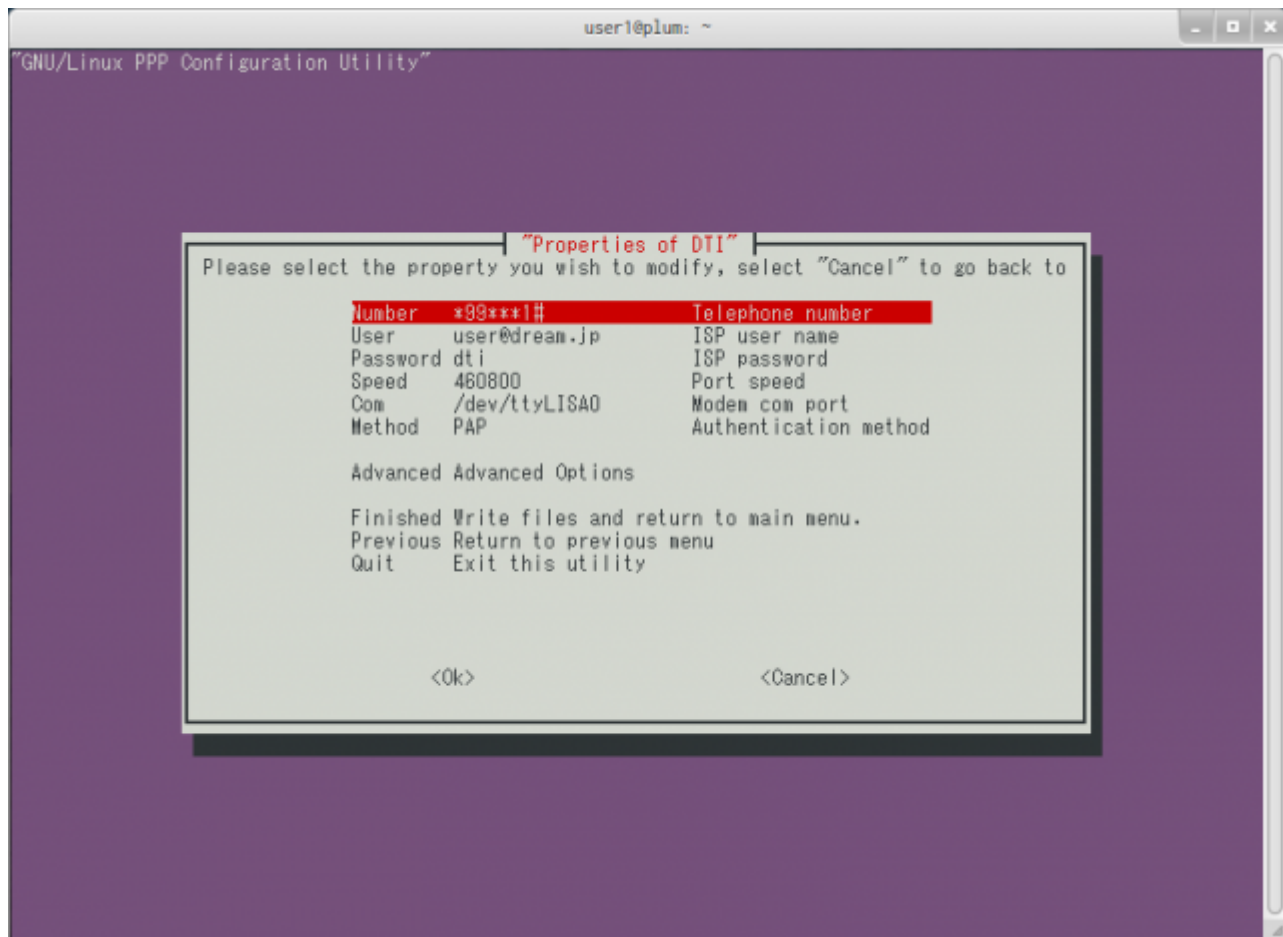 user1@plum: ~
"GNU/Linux PPP Configuration Utility"
"Properties of DTI"
Please select the property you wish to modify, select "Cancel" to go back to
Number *99***1# Telephone number
User user@dream.jp ISP user name
Password dti ISP password
Speed 460800 Port speed
Com /dev/ttyLISA0 Modem com port
Method PAP Authentication method
Advanced Advanced Options
Finished Write files and return to main menu.
Previous Return to previous menu
Quit Exit this utility
<Ok> <Cancel>